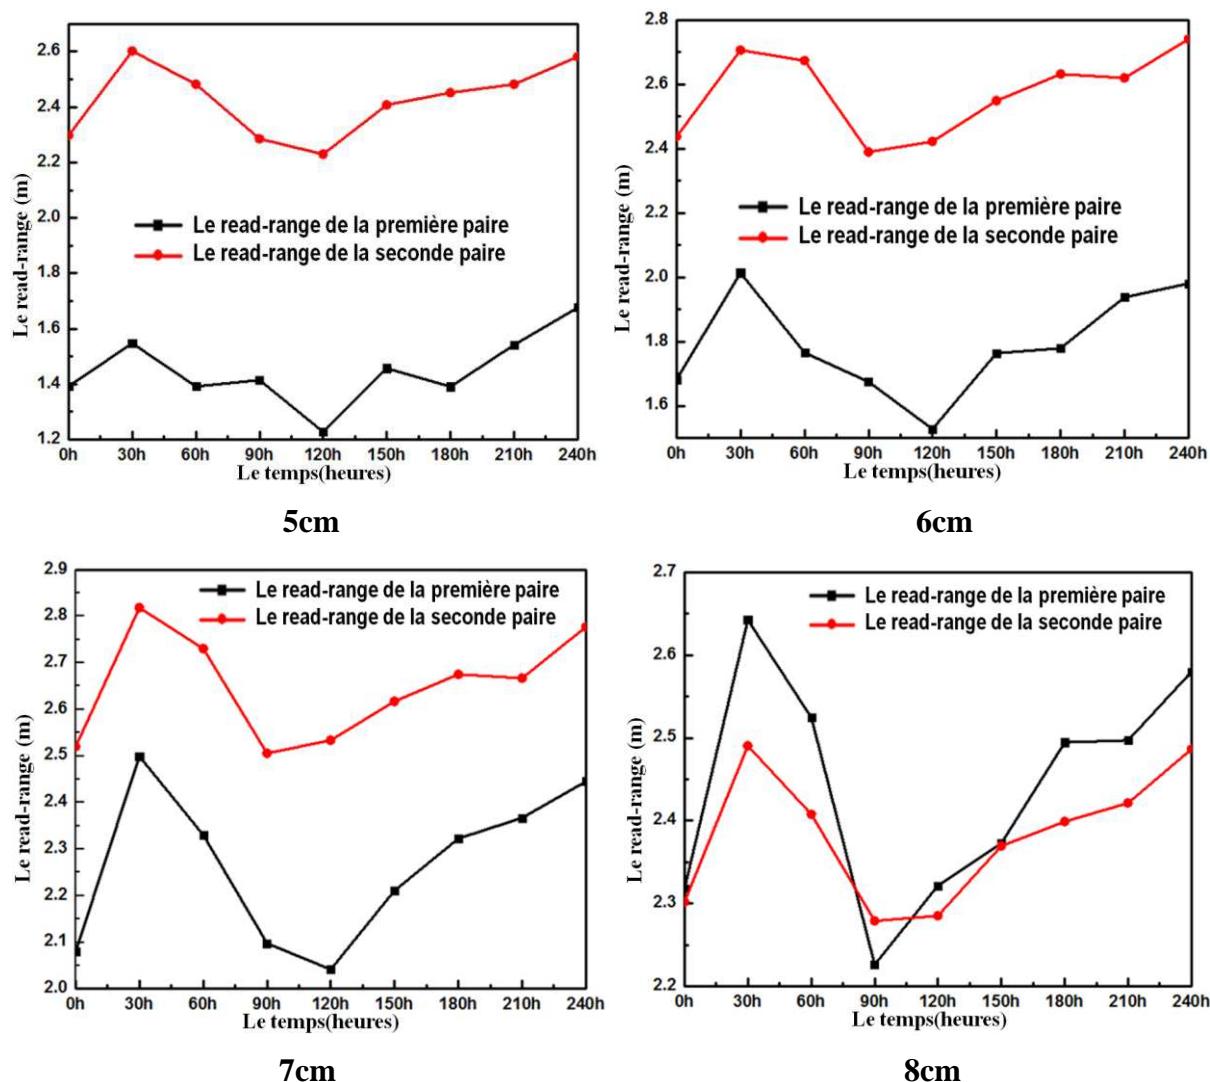 2.6
2.4
2.2
2.0
1.8
1.6
1.4
1.2
Le read-range (m)
Le read-range de la première paire
Le read-range de la seconde paire
0h 30h 60h 90h 120h 150h 180h 210h 240h
Le temps(heures)
5cm
2.8
2.6
2.4
2.2
2.0
1.8
1.6
Le read-range (m)
Le read-range de la première paire
Le read-range de la seconde paire
0h 30h 60h 90h 120h 150h 180h 210h 240h
Le temps(heures)
6cm
2.9
2.8
2.7
2.6
2.5
2.4
2.3
2.2
2.1
2.0
Le read-range (m)
Le read-range de la première paire
Le read-range de la seconde paire
0h 30h 60h 90h 120h 150h 180h 210h 240h
Le temps(heures)
7cm
2.7
2.6
2.5
2.4
2.3
2.2
Le read-range (m)
Le read-range de la première paire
Le read-range de la seconde paire
0h 30h 60h 90h 120h 150h 180h 210h 240h
Le temps(heures)
8cm